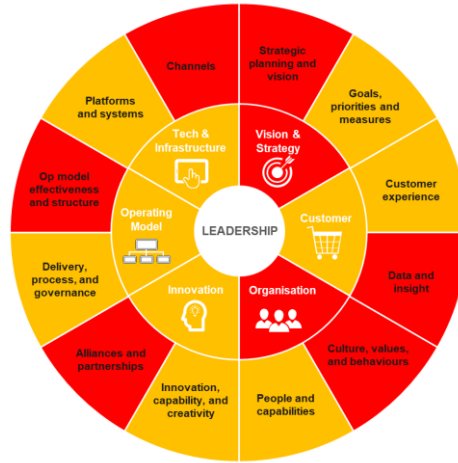 Channels
Strategic
planning and
vision
Goals,
priorities and
measures
Customer
experience
Data and
insight
Culture, values,
and behaviours
People and
capabilities
Innovation,
capability, and
creativity
Alliances and
partnerships
Delivery,
process, and
governance
Op model
effectiveness
and structure
Platforms
and systems
Tech &
Infrastructure
Vision &
Strategy
Customer
Organisation
Innovation
Operating
Model
LEADERSHIP